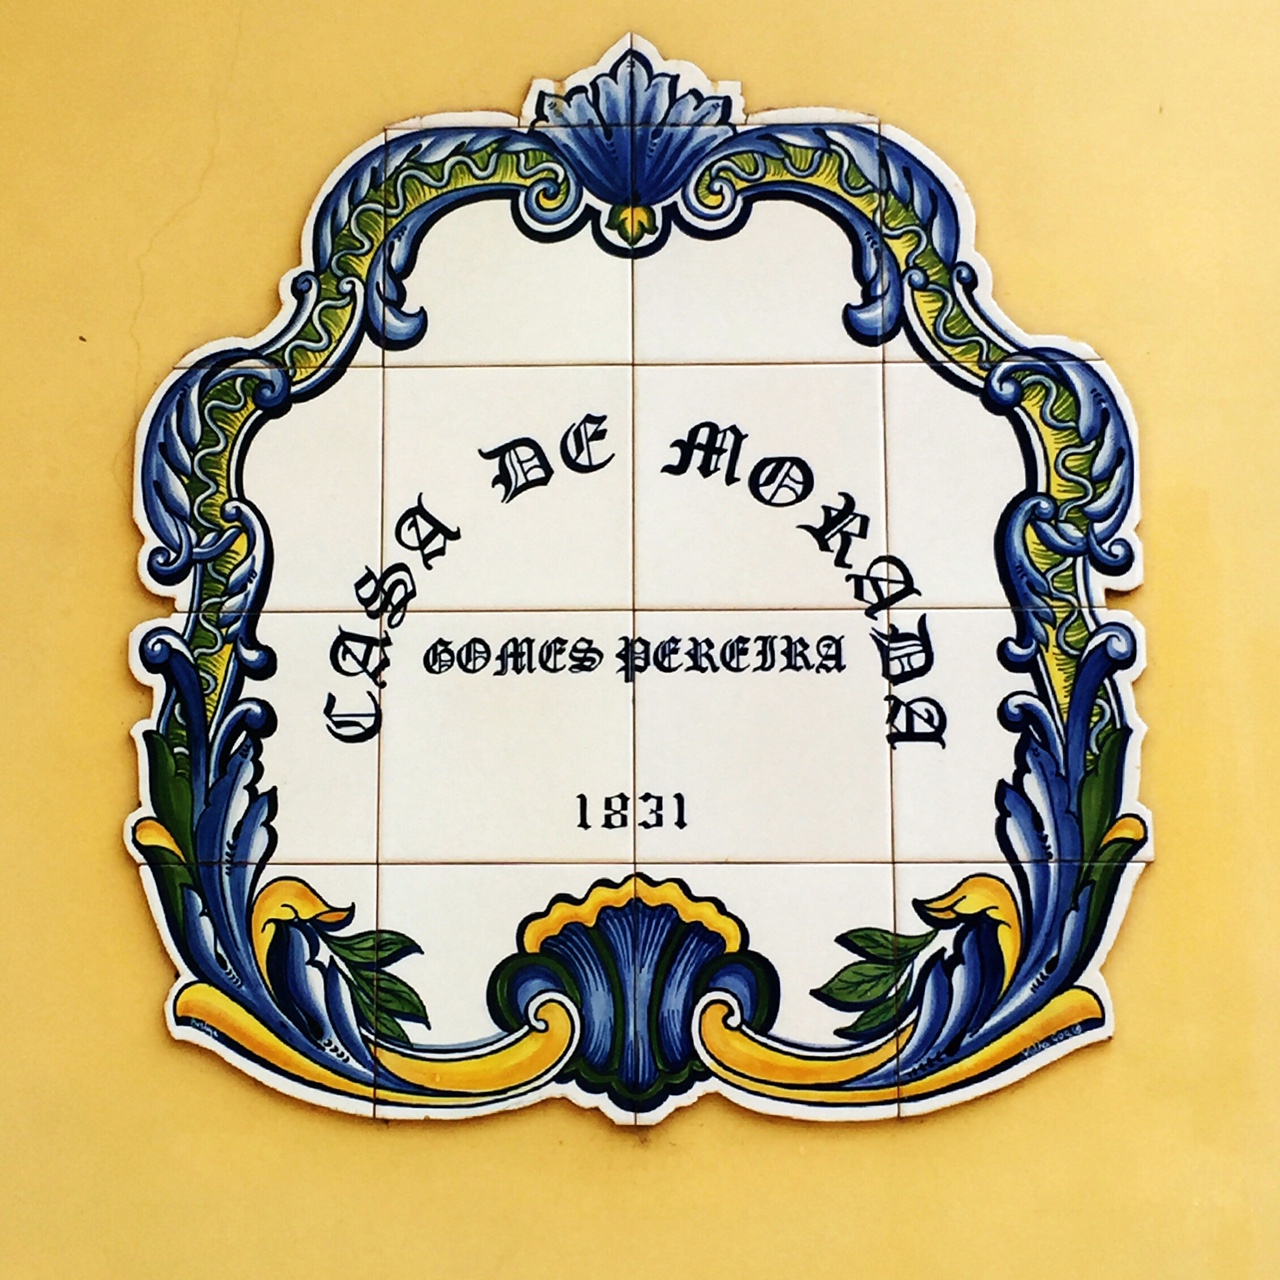 CASA DE MORADA
GOMES PEREIRA
1831